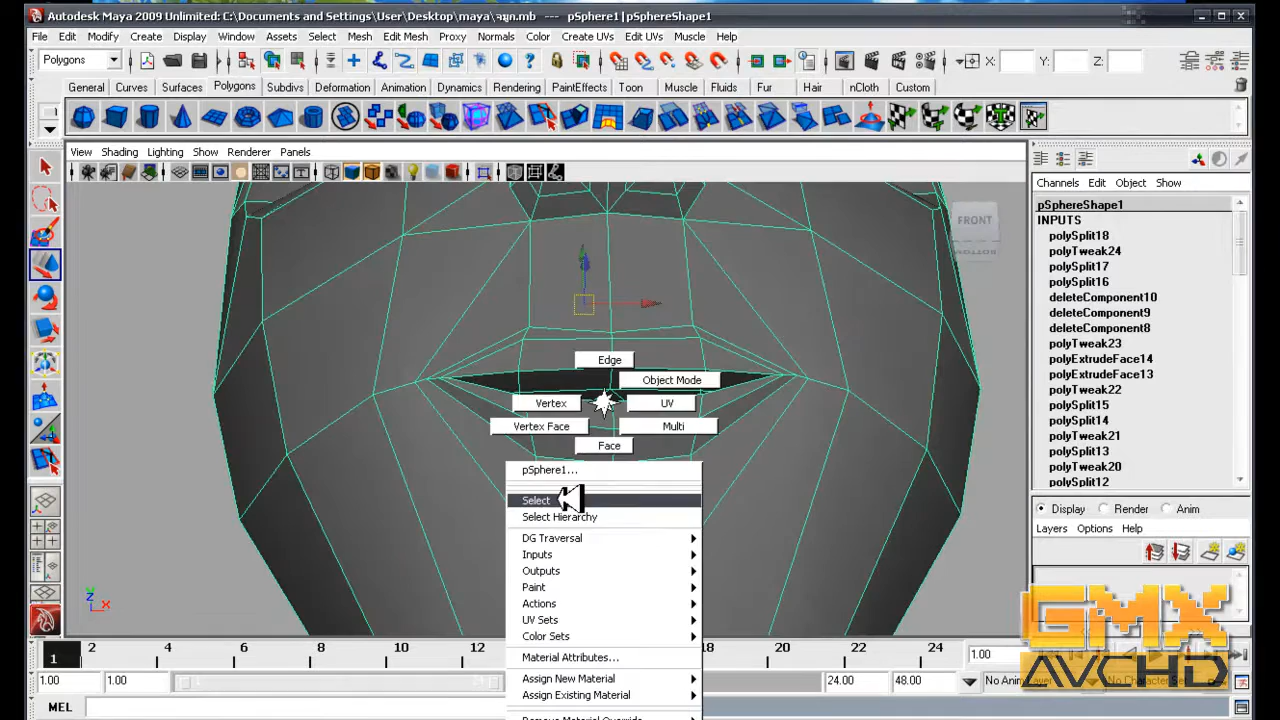 Autodesk Maya 2009 Unlimited: C:\Documents and Settings\User\Desktop\maya\ --- pSphere1|pSphereShape1
File Edit Modify Create Display Window Assets Select Mesh Edit Mesh Proxy Normals Color Create UVs Edit UVs Muscle Help
Polygons X: Y: Z:
General Curves Surfaces Polygons Subdivs Deformation Animation Dynamics Rendering PaintEffects Toon Muscle Fluids Fur Hair nCloth Custom
View Shading Lighting Show Renderer Panels
Channels Edit Object Show
pSphereShape1
INPUTS
polySplit18
polyTweak24
polySplit17
polySplit16
deleteComponent10
deleteComponent9
deleteComponent8
polyTweak23
polyExtrudeFace14
polyExtrudeFace13
polyTweak22
polySplit15
polySplit14
polyTweak21
polySplit13
polyTweak20
polySplit12
FRONT
BOTTOM
Edge
Object Mode
Vertex UV
Vertex Face Multi
Face
pSphere1...
Select
Select Hierarchy
DG Traversal
Inputs
Outputs
Paint
Actions
UV Sets
Color Sets
Material Attributes...
Assign New Material
Assign Existing Material
Remove Material Override
Z
X
Display Render Anim
Layers Options Help
GMX
AVCHD
1 2 4 6 8 10 12 18 20 22 1.00
1.00 1.00 24.00 48.00 No Anim No Character Set
MEL